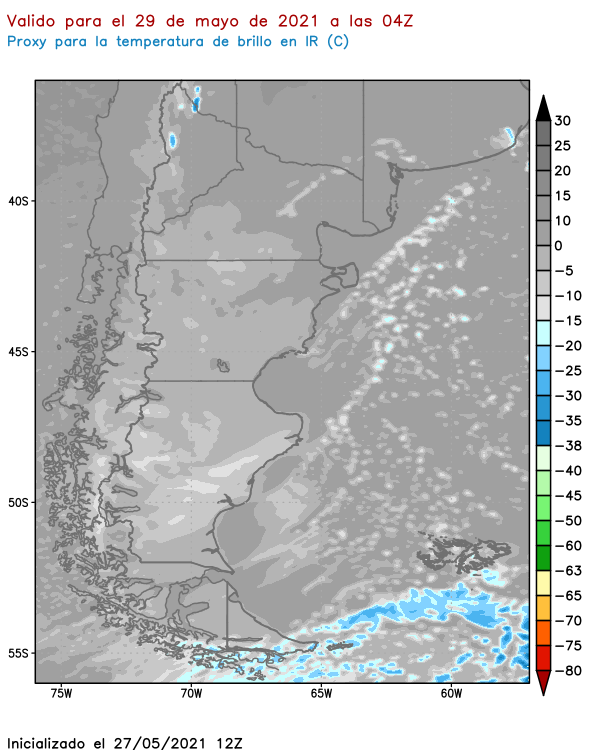 Valido para el 29 de mayo de 2021 a las 04Z
Proxy para la temperatura de brillo en IR (C)
40S
45S
50S
55S
75W
70W
65W
60W
30
25
20
15
10
0
-5
-10
-15
-20
-25
-30
-35
-38
-40
-45
-50
-60
-63
-65
-70
-75
-80
Inicializado el 27/05/2021 12Z